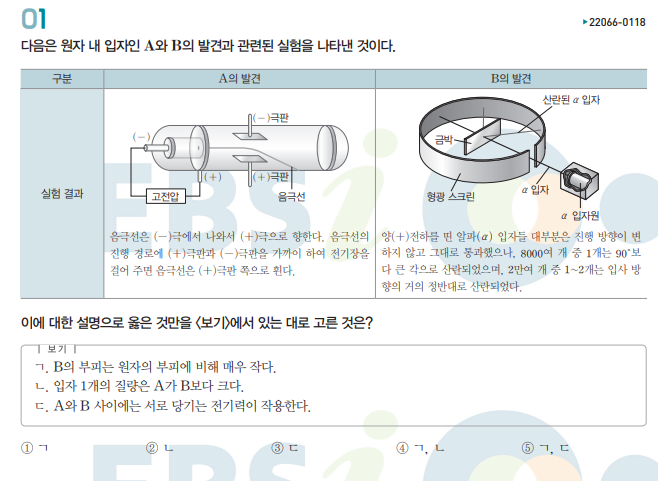 01
▶22066-0118
다음은 원자 내 입자인 A와 B의 발견과 관련된 실험을 나타낸 것이다.
구분
A의 발견
B의 발견
실험 결과
(-)극판
(-)
(+)
(+)극판
고전압
음극선
산란된 α 입자
금박
형광 스크린
α 입자
α 입자원
음극선은 (-)극에서 나와서 (+)극으로 향한다. 음극선의
진행 경로에 (+)극판과 (-)극판을 가까이 하여 전기장을
걸어 주면 음극선은 (+)극판 쪽으로 휜다.
양(+)전하를 띤 알파(α) 입자들 대부분은 진행 방향이 변
하지 않고 그대로 통과했으나, 8000여 개 중 1개는 90°보
다 큰 각으로 산란되었으며, 2만여 개 중 1~2개는 입사 방
향의 거의 정반대로 산란되었다.
이에 대한 설명으로 옳은 것만을 <보기>에서 있는 대로 고른 것은?
보기
ㄱ. B의 부피는 원자의 부피에 비해 매우 작다.
ㄴ. 입자 1개의 질량은 A가 B보다 크다.
ㄷ. A와 B 사이에는 서로 당기는 전기력이 작용한다.
① ㄱ ② ㄴ ③ ㄷ ④ ㄱ, ㄴ ⑤ ㄱ, ㄷ
EBSi
EBSi